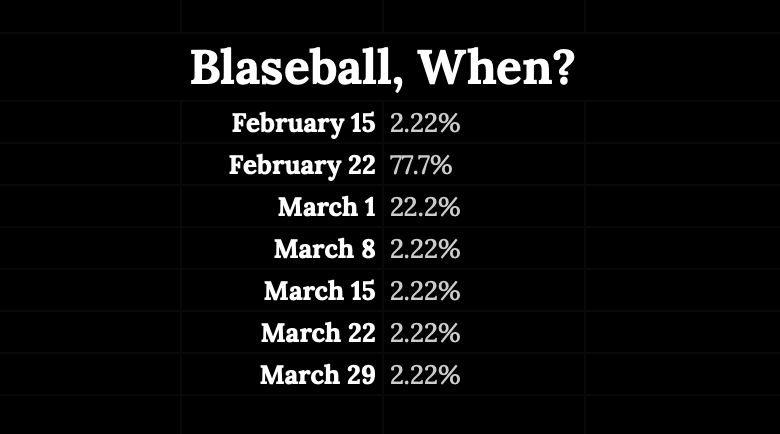 Blaseball, When?
February 15 2.22%
February 22 77.7%
March 1 22.2%
March 8 2.22%
March 15 2.22%
March 22 2.22%
March 29 2.22%